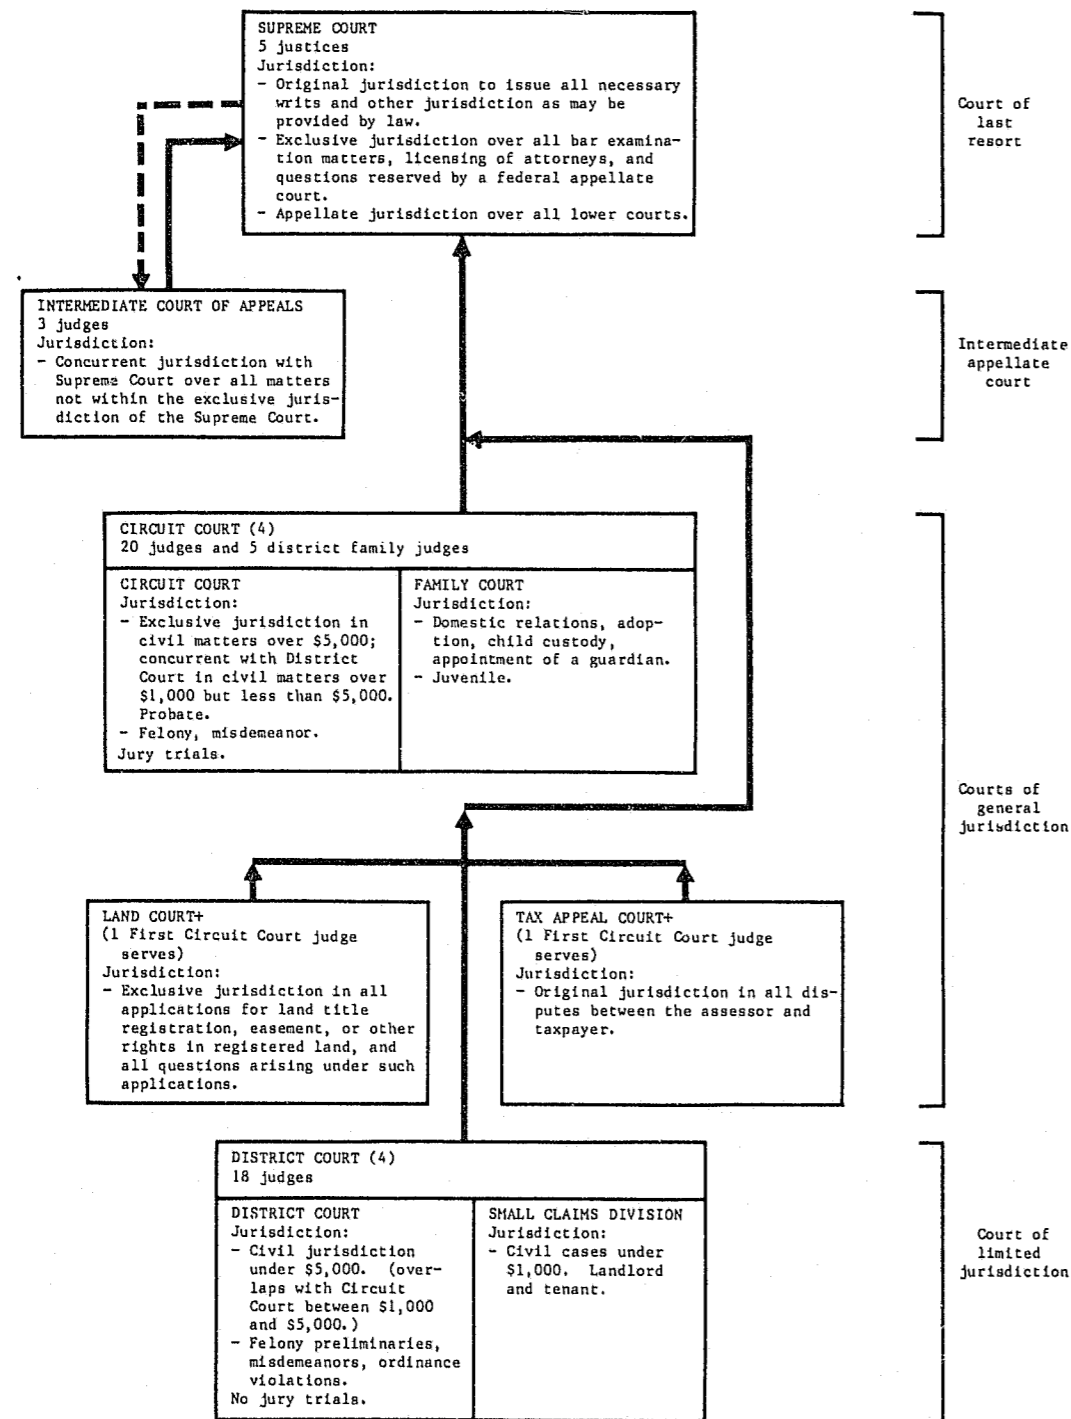 SUPREME COURT
5 justices
Jurisdiction:
- Original jurisdiction to issue all necessary
writs and other jurisdiction as may be
provided by law.
- Exclusive jurisdiction over all bar examina-
tion matters, licensing of attorneys, and
questions reserved by a federal appellate
court.
- Appellate jurisdiction over all lower courts.
Court of
last
resort
INTERMEDIATE COURT OF APPEALS
3 judges
Jurisdiction:
- Concurrent jurisdiction with
Supreme Court over all matters
not within the exclusive juris-
diction of the Supreme Court.
Intermediate
appellate
court
CIRCUIT COURT (4)
20 judges and 5 district family judges
CIRCUIT COURT
Jurisdiction:
- Exclusive jurisdiction in
civil matters over $5,000;
concurrent with District
Court in civil matters over
$1,000 but less than $5,000.
Probate.
- Felony, misdemeanor.
Jury trials.
FAMILY COURT
Jurisdiction:
- Domestic relations, adop-
tion, child custody,
appointment of a guardian.
- Juvenile.
Courts of
general
jurisdiction
LAND COURT+
(1 First Circuit Court judge
serves)
Jurisdiction:
- Exclusive jurisdiction in all
applications for land title
registration, easement, or other
rights in registered land, and
all questions arising under such
applications.
TAX APPEAL COURT+
(1 First Circuit Court judge
serves)
Jurisdiction:
- Original jurisdiction in all dis-
putes between the assessor and
taxpayer.
DISTRICT COURT (4)
18 judges
DISTRICT COURT
Jurisdiction:
- Civil jurisdiction
under $5,000. (over-
laps with Circuit
Court between $1,000
and $5,000.)
- Felony preliminaries,
misdemeanors, ordinance
violations.
No jury trials.
SMALL CLAIMS DIVISION
Jurisdiction:
- Civil cases under
$1,000. Landlord
and tenant.
Court of
limited
jurisdiction